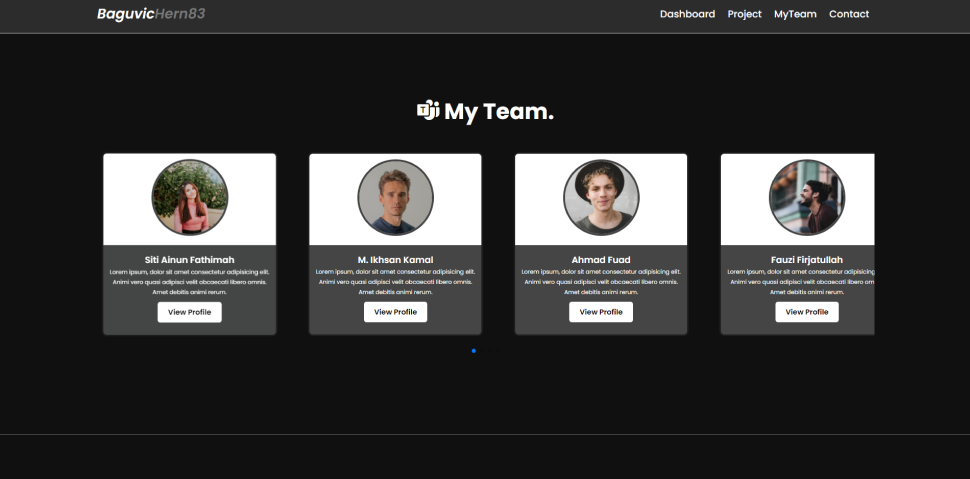 BaguvicHern83
Dashboard Project MyTeam Contact
My Team.
Siti Ainun Fathimah
Lorem ipsum, dolor sit amet consectetur adipisicing elit.
Animi vero quasi adipisci velit obcaecati libero omnis.
Amet debitis animi rerum.
View Profile
M. Ikhsan Kamal
Lorem ipsum, dolor sit amet consectetur adipisicing elit.
Animi vero quasi adipisci velit obcaecati libero omnis.
Amet debitis animi rerum.
View Profile
Ahmad Fuad
Lorem ipsum, dolor sit amet consectetur adipisicing elit.
Animi vero quasi adipisci velit obcaecati libero omnis.
Amet debitis animi rerum.
View Profile
Fauzi Firjatullah
Lorem ipsum, dolor sit amet consectetur adipisicing
Animi vero quasi adipisci velit obcaecati libero omnis
Amet debitis animi rerum.
View Profile